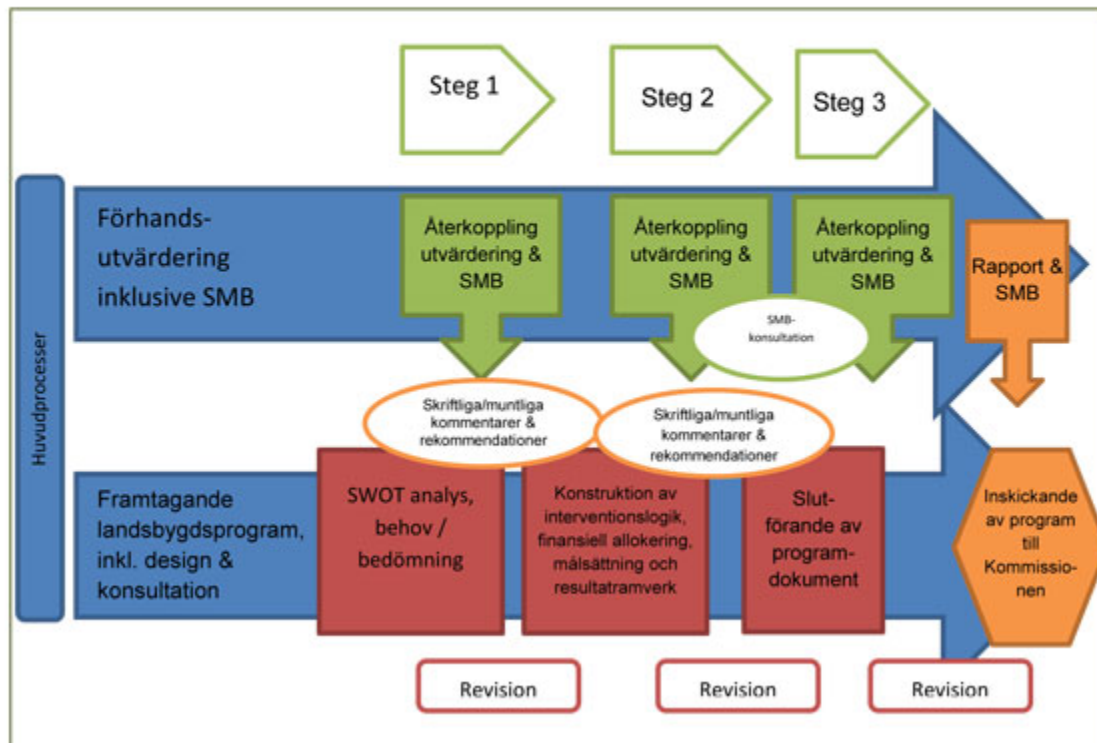 Steg 1
Steg 2
Steg 3
Huvudprocesser
Förhands-
utvärdering
inklusive SMB
Återkoppling
utvärdering &
SMB
Återkoppling
utvärdering &
SMB
Återkoppling
utvärdering &
SMB
Rapport &
SMB
SMB-
konsultation
Skriftliga/muntliga
kommentarer &
rekommendationer
Skriftliga/muntliga
kommentarer &
rekommendationer
Framtagande
landsbygdsprogram,
inkl. design &
konsultation
SWOT analys,
behov /
bedömning
Konstruktion av
interventionslogik,
finansiell allokering,
målsättning och
resultatramverk
Slut-
förande av
program-
dokument
Inskickande
av program
till
Kommissio-
nen
Revision
Revision
Revision